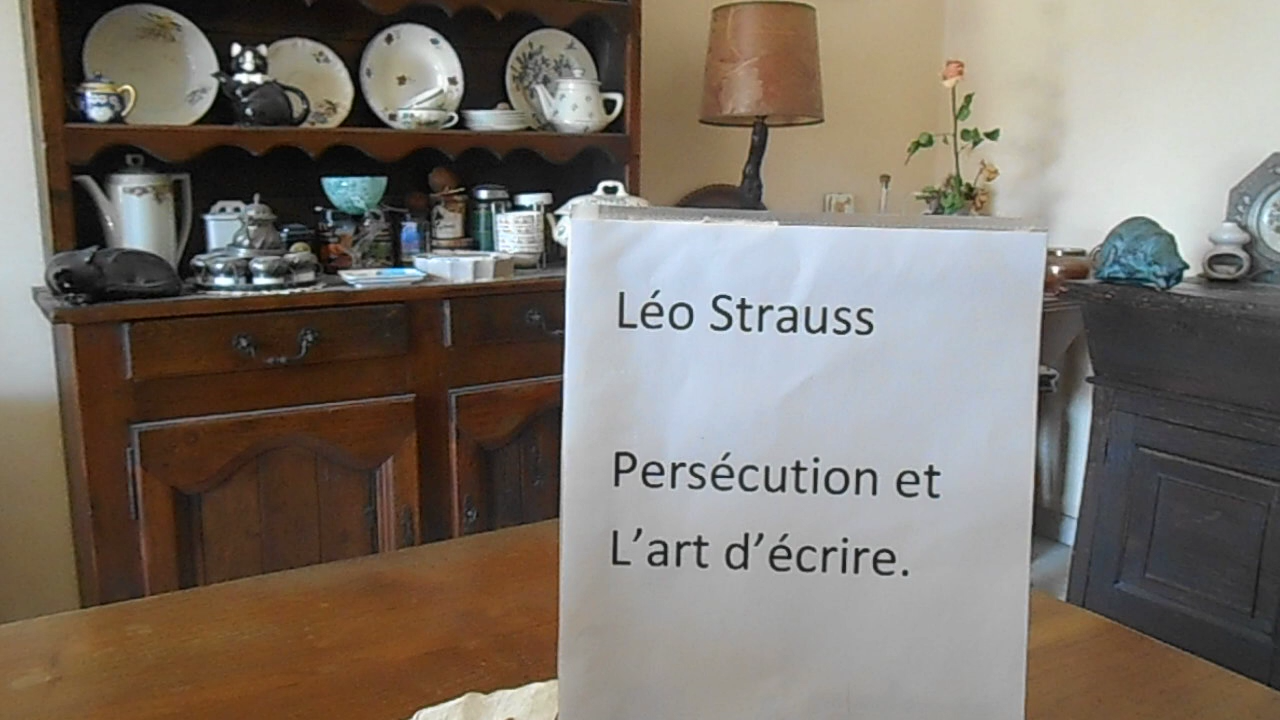 Léo Strauss
Persécution et
L’art d’écrire.